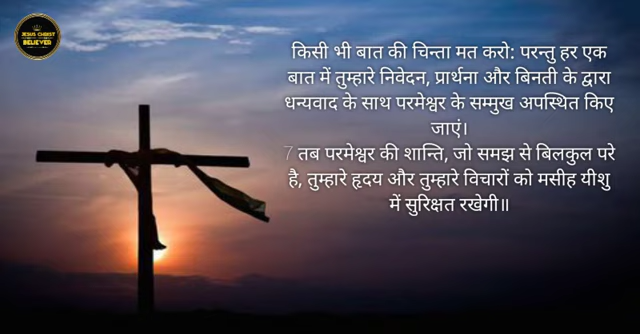 JESUS CHRIST
BELIEVER
किसी भी बात की चिन्ता मत करो: परन्तु हर एक
बात में तुम्हारे निवेदन, प्रार्थना और बिनती के द्वारा
धन्यवाद के साथ परमेश्वर के सम्मुख अपस्थित किए
जाएं।
7 तब परमेश्वर की शान्ति, जो समझ से बिलकुल परे
है, तुम्हारे हृदय और तुम्हारे विचारों को मसीह यीशु
में सुरिक्षत रखेगी॥